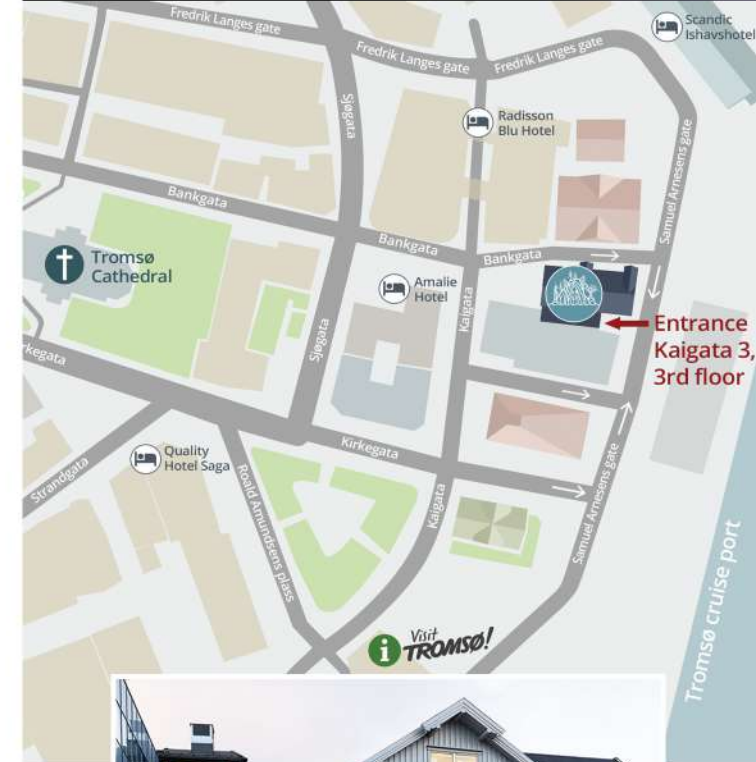 Fredrik Langes gate
Fredrik Langes gate
Fredrik Langes gate
Scandic
Ishavshotel
Sjøgata
Radisson
Blu Hotel
Samuel Arnesens gate
Bankgata
Bankgata
Bankgata
Tromsø
Cathedral
Amalie
Hotel
Kaigata
Sjøgata
Entrance
Kaigata 3,
3rd floor
kegata
Kirkegata
Quality
Hotel Saga
Strandgata
Roald Amundsens plass
Kaigata
Samuel Arnesens gate
Tromsø cruise port
i
Visit
TROMSØ!